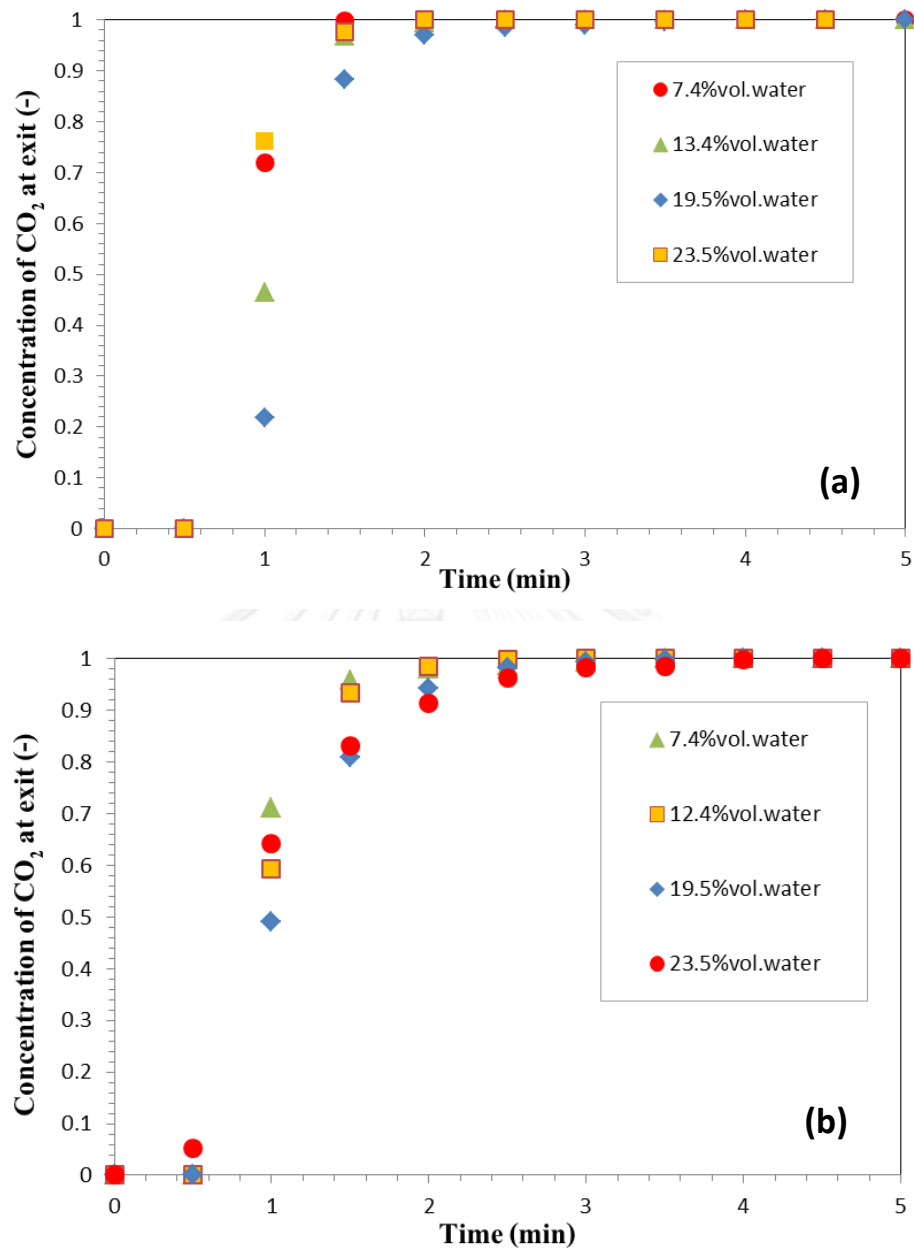 Concentration of CO₂ at exit (-)
1
0.9
0.8
0.7
0.6
0.5
0.4
0.3
0.2
0.1
0
7.4%vol.water
13.4%vol.water
19.5%vol.water
23.5%vol.water
(a)
0 1 2 3 4 5
Time (min)
Concentration of CO₂ at exit (-)
1
0.9
0.8
0.7
0.6
0.5
0.4
0.3
0.2
0.1
0
7.4%vol.water
12.4%vol.water
19.5%vol.water
23.5%vol.water
(b)
0 1 2 3 4 5
Time (min)